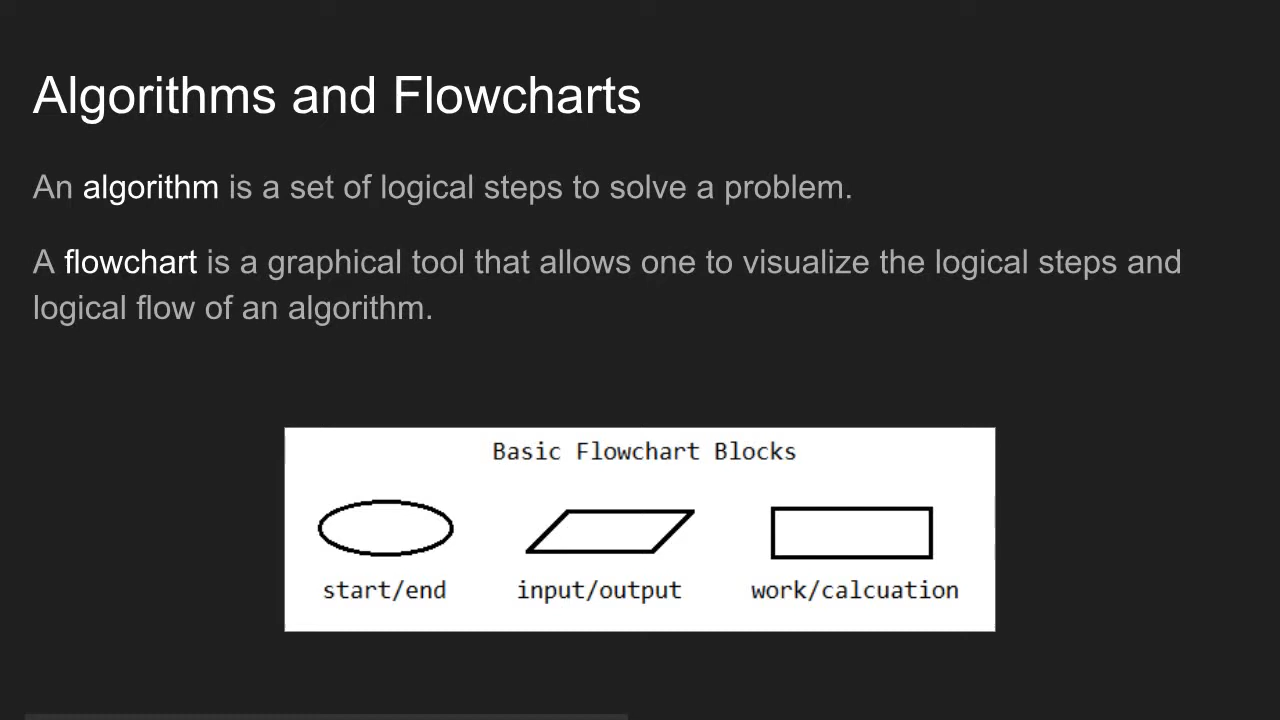 Algorithms and Flowcharts
An algorithm is a set of logical steps to solve a problem.
A flowchart is a graphical tool that allows one to visualize the logical steps and
logical flow of an algorithm.
Basic Flowchart Blocks
start/end input/output work/calcuation